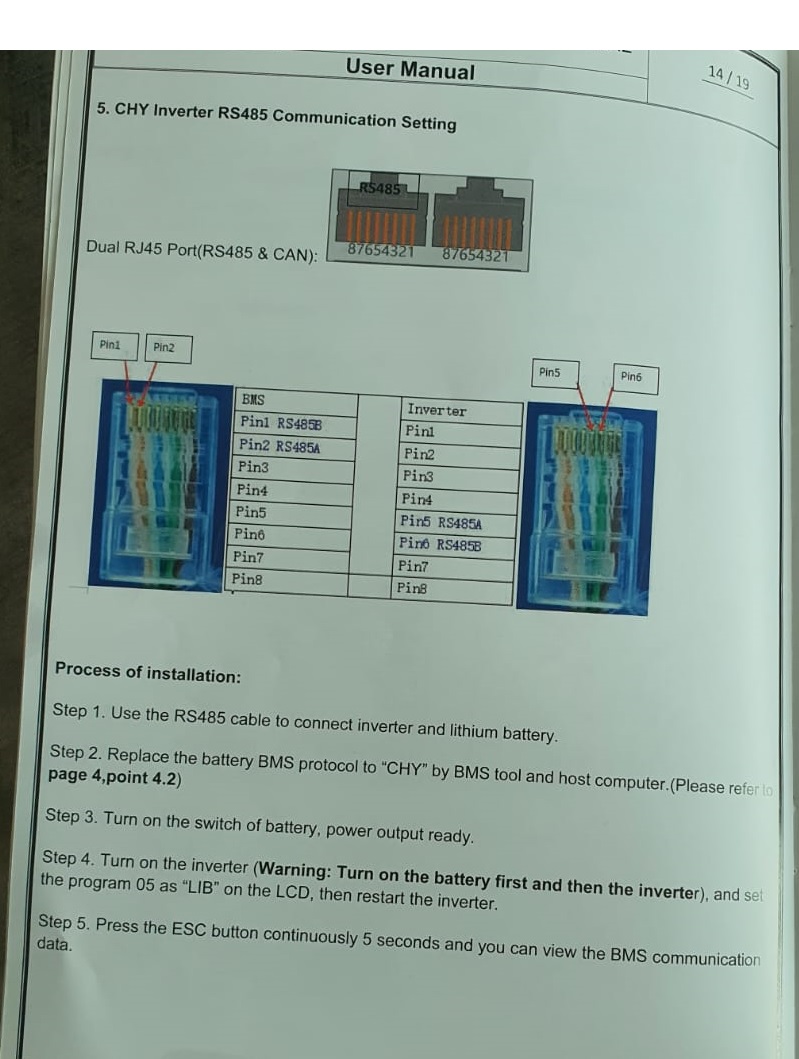 User Manual
14/19
5. CHY Inverter RS485 Communication Setting
RS485
87654321
87654321
Dual RJ45 Port(RS485 & CAN):
Pin1
Pin2
Pin5
Pin6
BMS
Pin1 RS485B
Pin2 RS485A
Pin3
Pin4
Pin5
Pin6
Pin7
Pin8
Inverter
Pin1
Pin2
Pin3
Pin4
Pin5 RS485A
Pin6 RS485B
Pin7
Pin8
Process of installation:
Step 1. Use the RS485 cable to connect inverter and lithium battery.
Step 2. Replace the battery BMS protocol to “CHY” by BMS tool and host computer.(Please refer to
page 4,point 4.2)
Step 3. Turn on the switch of battery, power output ready.
Step 4. Turn on the inverter (Warning: Turn on the battery first and then the inverter), and set
the program 05 as “LIB” on the LCD, then restart the inverter.
Step 5. Press the ESC button continuously 5 seconds and you can view the BMS communication
data.